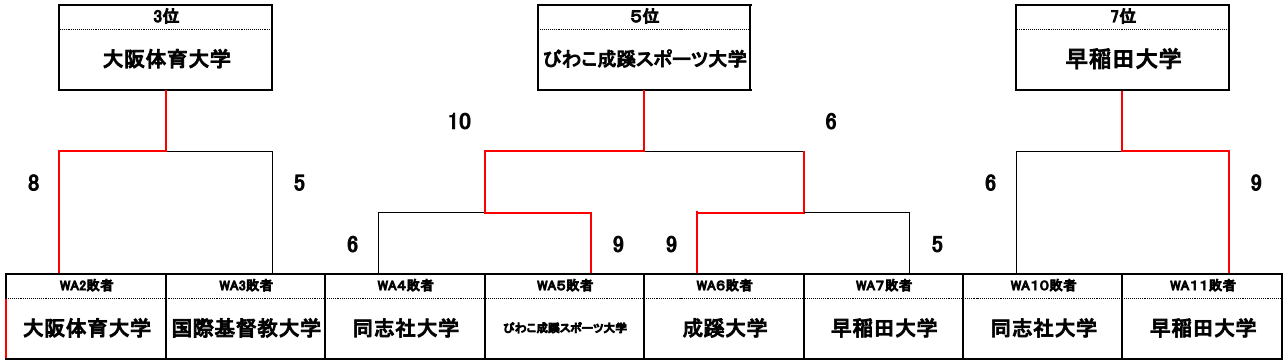 3位
5位
7位
大阪体育大学
びわこ成蹊スポーツ大学
早稲田大学
10
6
8
5
6
9
6
9
9
5
WA2敗者
WA3敗者
WA4敗者
WA5敗者
WA6敗者
WA7敗者
WA10敗者
WA11敗者
大阪体育大学
国際基督教大学
同志社大学
びわこ成蹊スポーツ大学
成蹊大学
早稲田大学
同志社大学
早稲田大学